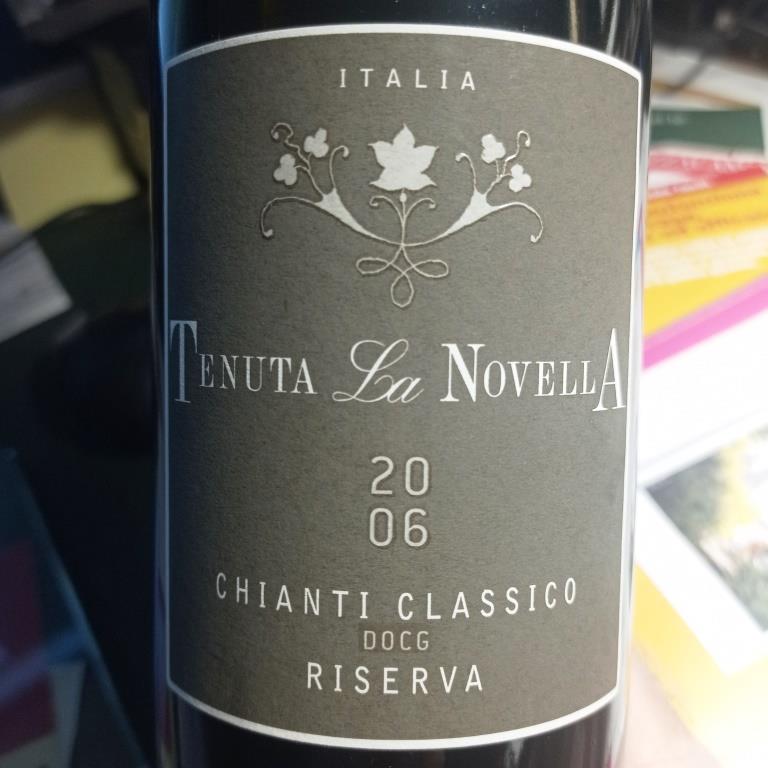 ITALIA
TENUTA La NOVELLA
20
06
CHIANTI CLASSICO
DOCG
RISERVA